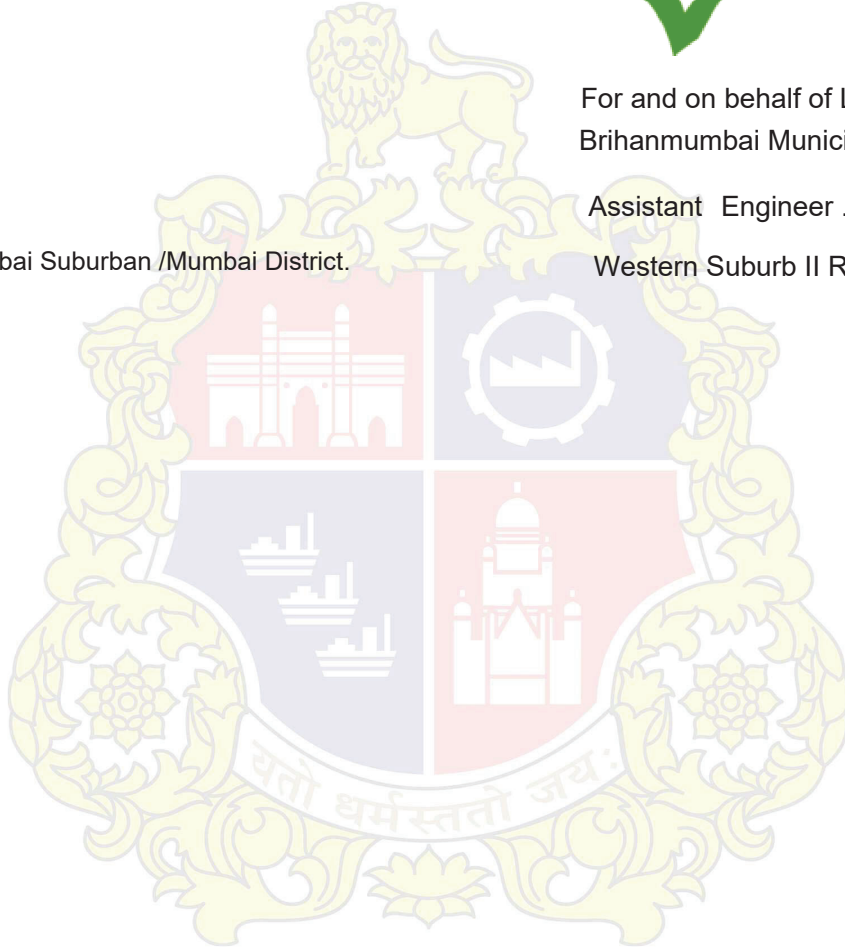 For and on behalf of L
Brihanmumbai Munici
Assistant Engineer .
bai Suburban /Mumbai District.
Western Suburb II R
यतो धर्मस्ततो जय: